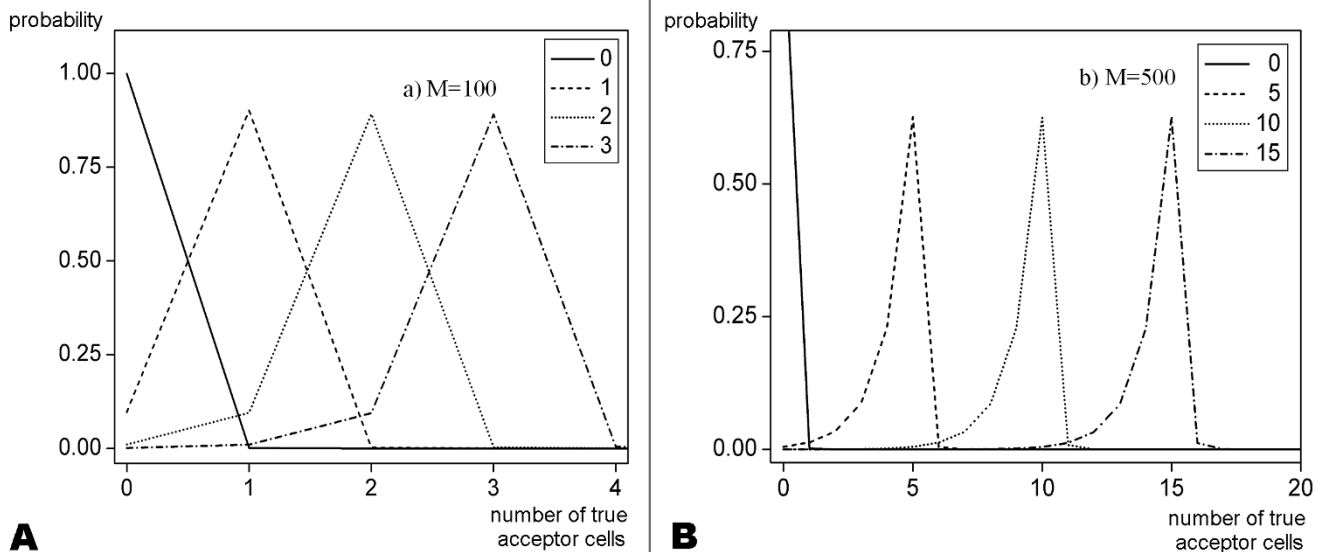 probability
1.00
0.75
0.50
0.25
0.00
0 1 2 3 4
a) M=100
0
1
2
3
number of true
acceptor cells
A
probability
0.75
0.50
0.25
0.00
0 5 10 15 20
b) M=500
0
5
10
15
number of true
acceptor cells
B